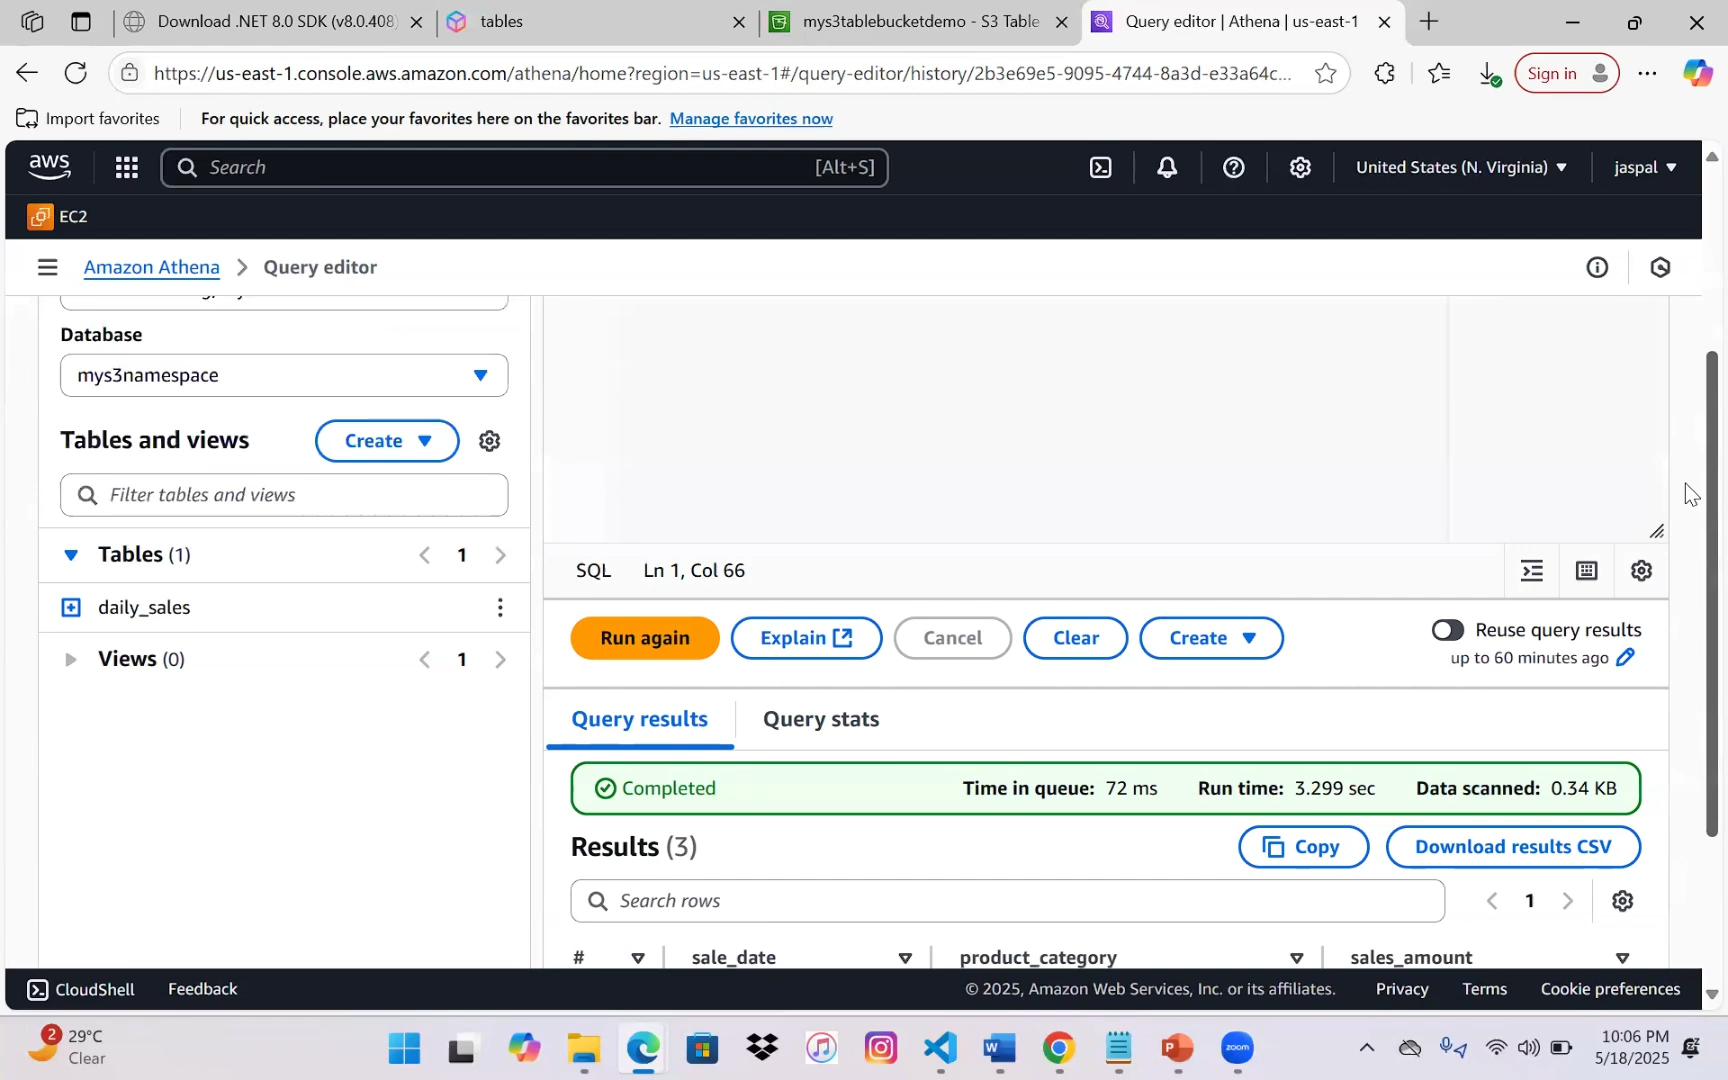 Download .NET 8.0 SDK (v8.0.408)
tables
mys3tablebucketdemo - S3 Table
Query editor | Athena | us-east-1
https://us-east-1.console.aws.amazon.com/athena/home?region=us-east-1#/query-editor/history/2b3e69e5-9095-4744-8a3d-e33a64c...
Sign in
Import favorites
For quick access, place your favorites here on the favorites bar. Manage favorites now
aws
Search
[Alt+S]
United States (N. Virginia)
jaspal
EC2
Amazon Athena
Query editor
Database
mys3namespace
Tables and views
Create
Filter tables and views
Tables (1)
1
daily_sales
Views (0)
1
SQL
Ln 1, Col 66
Run again
Explain
Cancel
Clear
Create
Reuse query results
up to 60 minutes ago
Query results
Query stats
Completed
Time in queue: 72 ms
Run time: 3.299 sec
Data scanned: 0.34 KB
Results (3)
Copy
Download results CSV
Search rows
1
#
sale_date
product_category
sales_amount
CloudShell
Feedback
© 2025, Amazon Web Services, Inc. or its affiliates.
Privacy
Terms
Cookie preferences
2
29°C
Clear
W
P
zoom
10:06 PM
5/18/2025